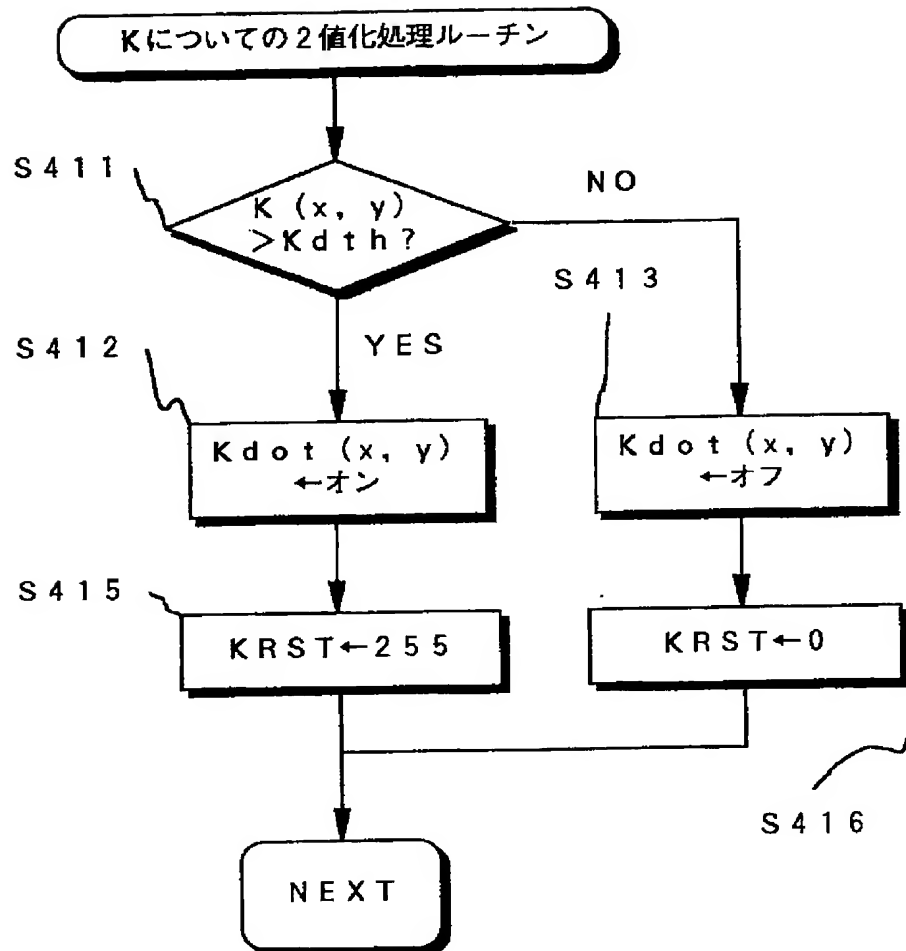 Kについての2値化処理ルーチン
S411
K (x, y)
>Kdth?
NO
S413
S412
YES
Kdot (x, y)
←オン
Kdot (x, y)
←オフ
S415
KRST←255
KRST←0
S416
NEXT